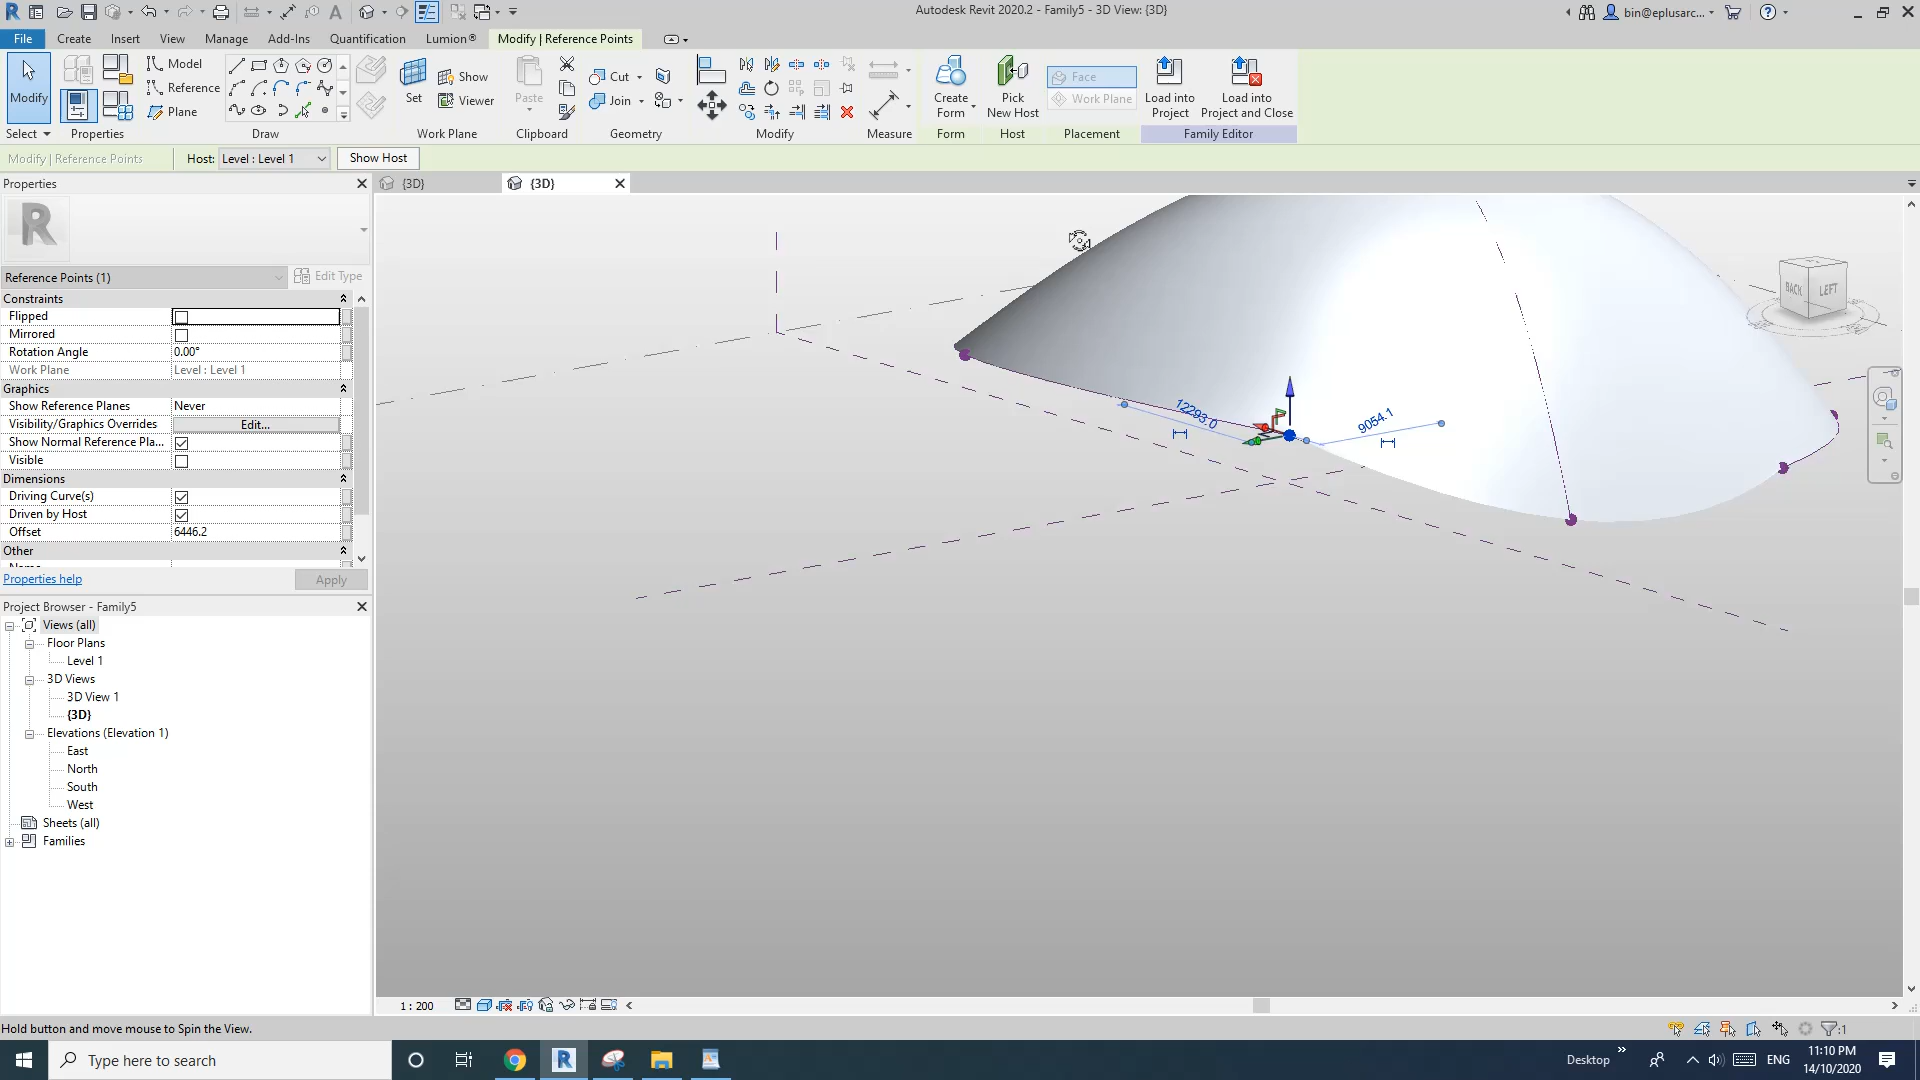 Autodesk Revit 2020.2 - Family5 - 3D View: {3D}
bin@eplusarc...
File Create Insert View Manage Add-Ins Quantification Lumion® Modify | Reference Points
Modify
Select
Properties
Model
Reference
Plane
Draw
Set
Show
Viewer
Work Plane
Paste
Clipboard
Cut
Join
Geometry
Modify
Measure
Create
Form
Form
Pick
New Host
Host
Face
Work Plane
Placement
Load into
Project
Load into
Project and Close
Family Editor
Modify | Reference Points
Host: Level : Level 1
Show Host
Properties
{3D}
{3D}
Reference Points (1)
Edit Type
Constraints
Flipped
Mirrored
Rotation Angle 0.00°
Work Plane Level : Level 1
Graphics
Show Reference Planes Never
Visibility/Graphics Overrides Edit...
Show Normal Reference Pla...
Visible
Dimensions
Driving Curve(s)
Driven by Host
Offset 6446.2
Other
Properties help
Apply
Project Browser - Family5
Views (all)
Floor Plans
Level 1
3D Views
3D View 1
{3D}
Elevations (Elevation 1)
East
North
South
West
Sheets (all)
Families
12293.0
9054.1
BACK
LEFT
1 : 200
Hold button and move mouse to Spin the View.
:1
Type here to search
Desktop
ENG
11:10 PM
14/10/2020